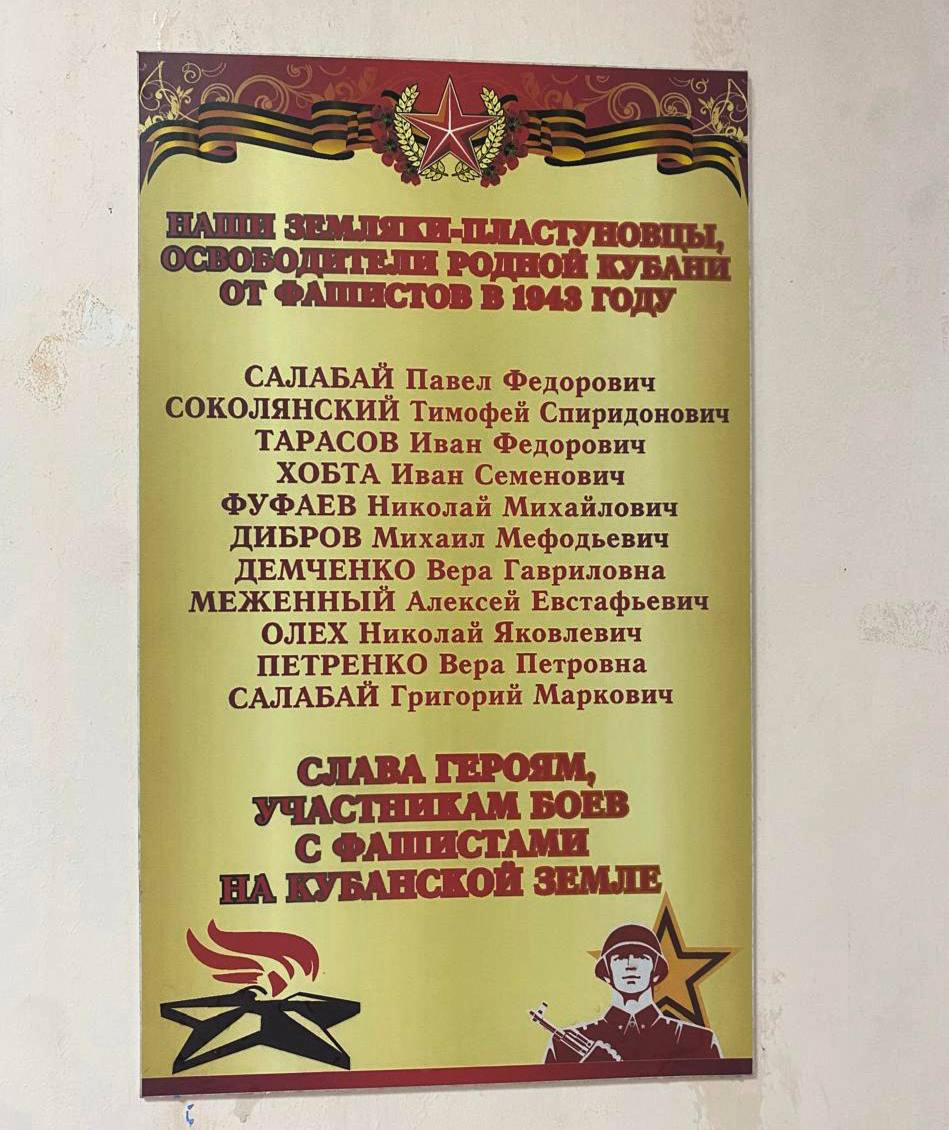 НАШИ ЗЕМЛЯКИ-ПЛАСТУНОВЦЫ,
ОСВОБОДИТЕЛИ РОДНОЙ КУБАНИ
ОТ ФАШИСТОВ В 1943 ГОДУ
САЛАБАЙ Павел Федорович
СОКОЛЯНСКИЙ Тимофей Спиридонович
ТАРАСОВ Иван Федорович
ХОБТА Иван Семенович
ФУФАЕВ Николай Михайлович
ДИБРОВ Михаил Мефодьевич
ДЕМЧЕНКО Вера Гавриловна
МЕЖЕННЫЙ Алексей Евстафьевич
ОЛЕХ Николай Яковлевич
ПЕТРЕНКО Вера Петровна
САЛАБАЙ Григорий Маркович
СЛАВА ГЕРОЯМ,
УЧАСТНИКАМ БОЁВ
С ФАШИСТАМИ
НА КУБАНСКОЙ ЗЕМЛЕ